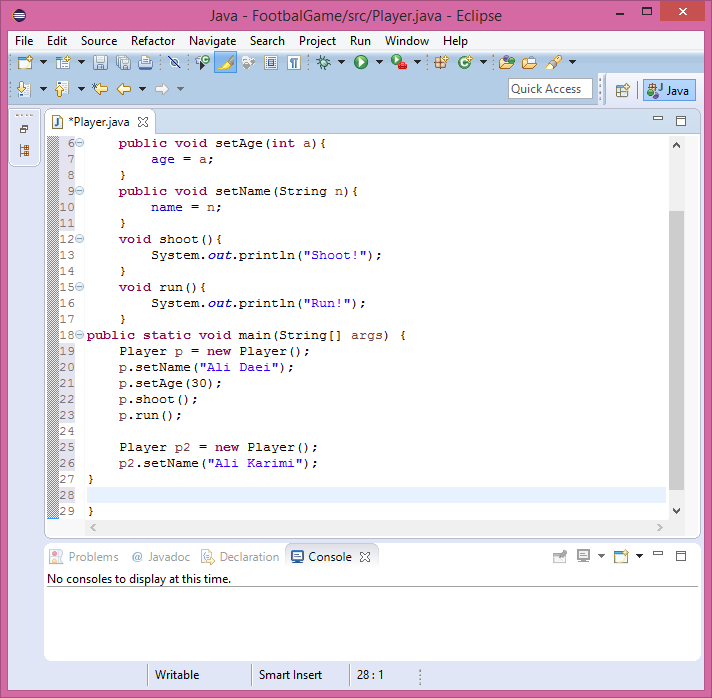 Java - FootbalGame/src/Player.java - Eclipse
File Edit Source Refactor Navigate Search Project Run Window Help
Quick Access
Java
*Player.java
6 public void setAge(int a){
7 age = a;
8 }
9 public void setName(String n){
10 name = n;
11 }
12 void shoot(){
13 System.out.println("Shoot!");
14 }
15 void run(){
16 System.out.println("Run!");
17 }
18 public static void main(String[] args) {
19 Player p = new Player();
20 p.setName("Ali Daei");
21 p.setAge(30);
22 p.shoot();
23 p.run();
24
25 Player p2 = new Player();
26 p2.setName("Ali Karimi");
27 }
28
29 }
Problems @ Javadoc Declaration Console
No consoles to display at this time.
Writable Smart Insert 28 : 1